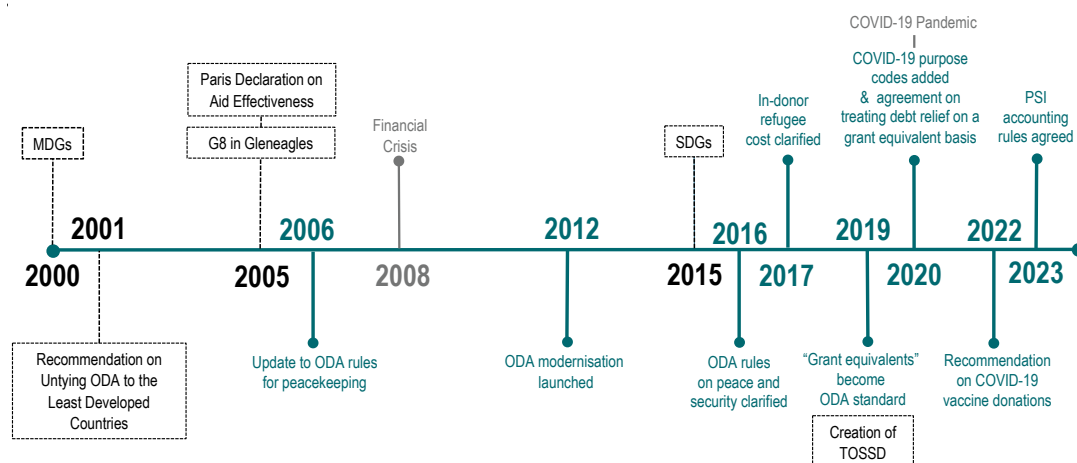 COVID-19 Pandemic
COVID-19 purpose
codes added
& agreement on
treating debt relief on a
grant equivalent basis
Paris Declaration on
Aid Effectiveness
G8 in Gleneagles
MDGs
Financial
Crisis
SDGs
In-donor
refugee
cost clarified
PSI
accounting
rules agreed
2001
2006
2012
2016
2019
2022
2000
2005
2008
2015
2017
2020
2023
Recommendation on
Untying ODA to the
Least Developed
Countries
Update to ODA rules
for peacekeeping
ODA modernisation
launched
ODA rules
on peace and
security clarified
“Grant equivalents”
become
ODA standard
Creation of
TOSSD
Recommendation
on COVID-19
vaccine donations